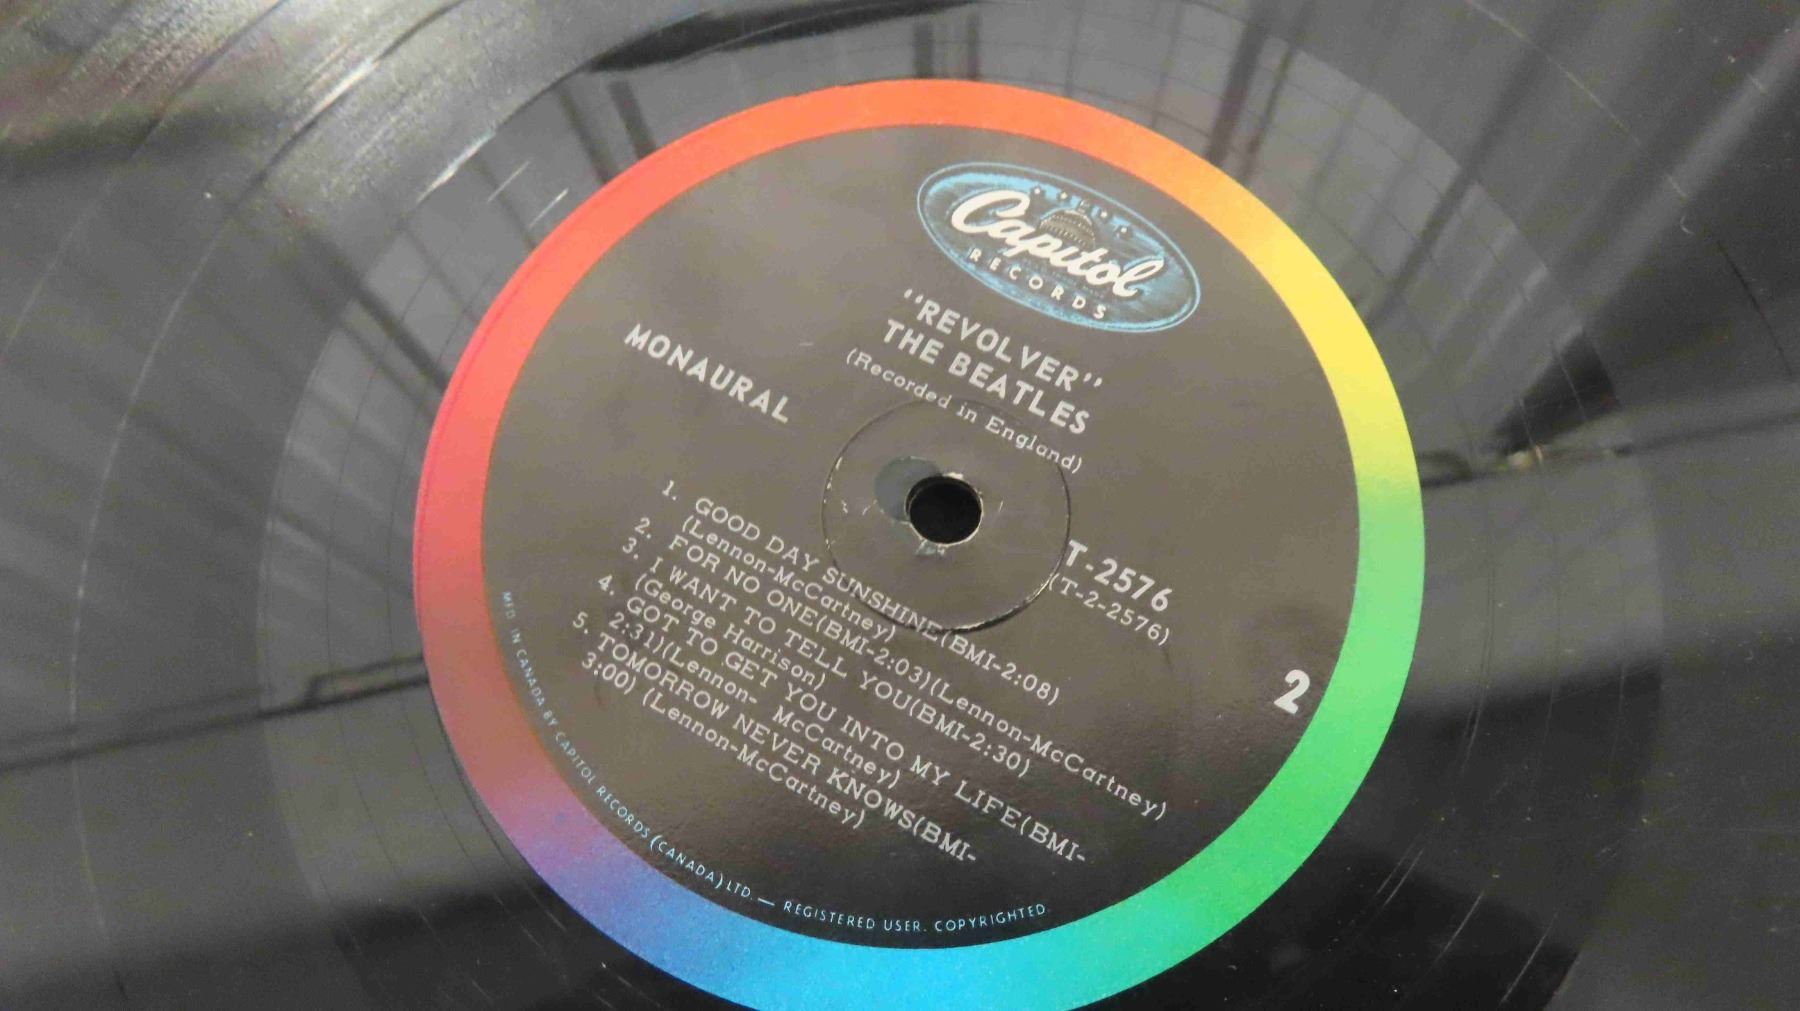 Capitol
RECORDS
"REVOLVER"
THE BEATLES
(Recorded in England)
MONAURAL
T-2576
(T-2-2576)
2
1. GOOD DAY SUNSHINE(BMI-2:08)
(Lennon-McCartney)
2. FOR NO ONE(BMI-2:03)(Lennon-McCartney)
3. I WANT TO TELL YOU(BMI-2:30)
(George Harrison)
4. GOT TO GET YOU INTO MY LIFE(BMI-
2:31)(Lennon- McCartney)
5. TOMORROW NEVER KNOWS(BMI-
3:00) (Lennon-McCartney)
MFD. IN CANADA BY CAPITOL RECORDS (CANADA) LTD. — REGISTERED USER. COPYRIGHTED.